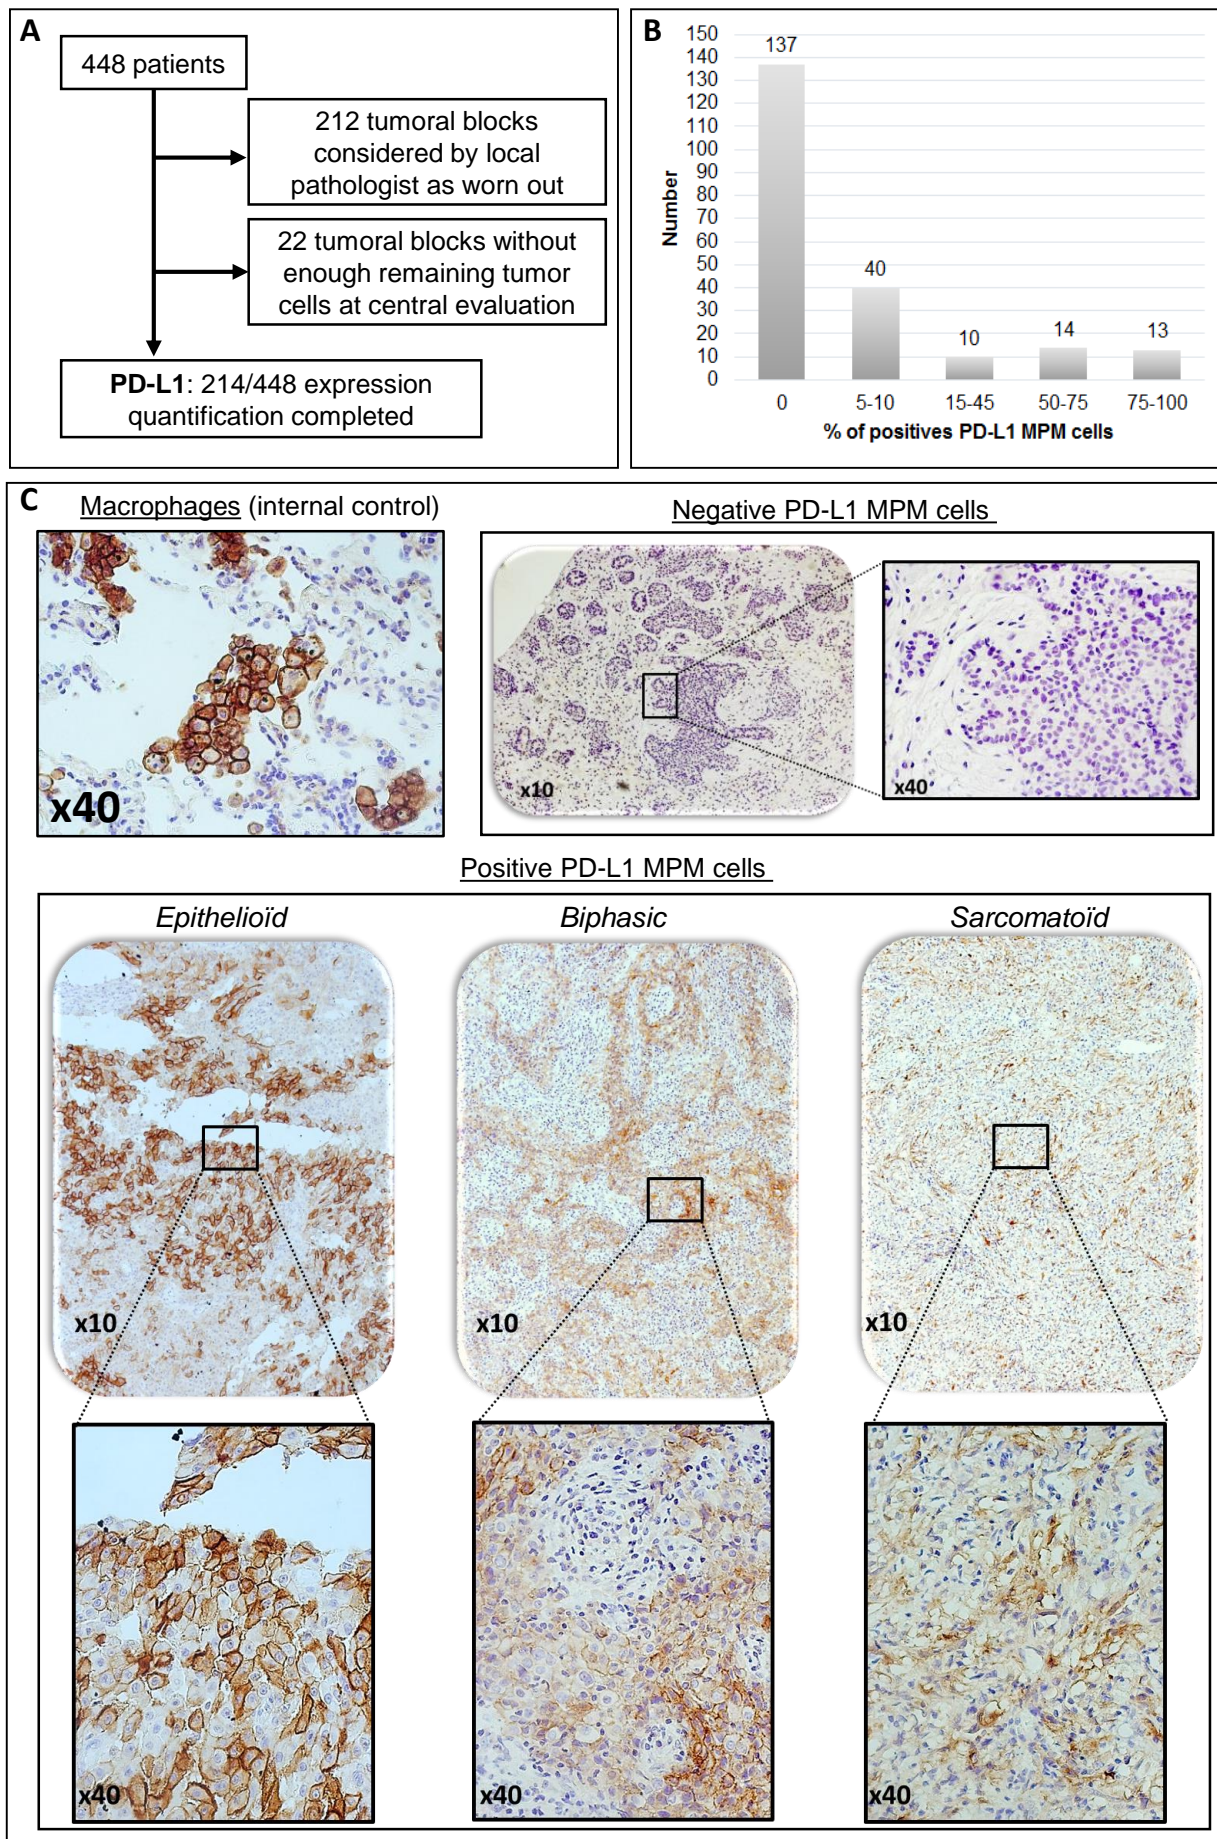 A
448 patients
212 tumoral blocks
considered by local
pathologist as worn out
22 tumoral blocks without
enough remaining tumor
cells at central evaluation
PD-L1: 214/448 expression
quantification completed
B
Number
150
140
130
120
110
100
90
80
70
60
50
40
30
20
10
0
137
40
10
14
13
0 5-10 15-45 50-75 75-100
% of positives PD-L1 MPM cells
C
Macrophages (internal control)
x40
Negative PD-L1 MPM cells
x10
x40
Positive PD-L1 MPM cells
Epithelioïd
Biphasic
Sarcomatoïd
x10
x10
x10
x40
x40
x40